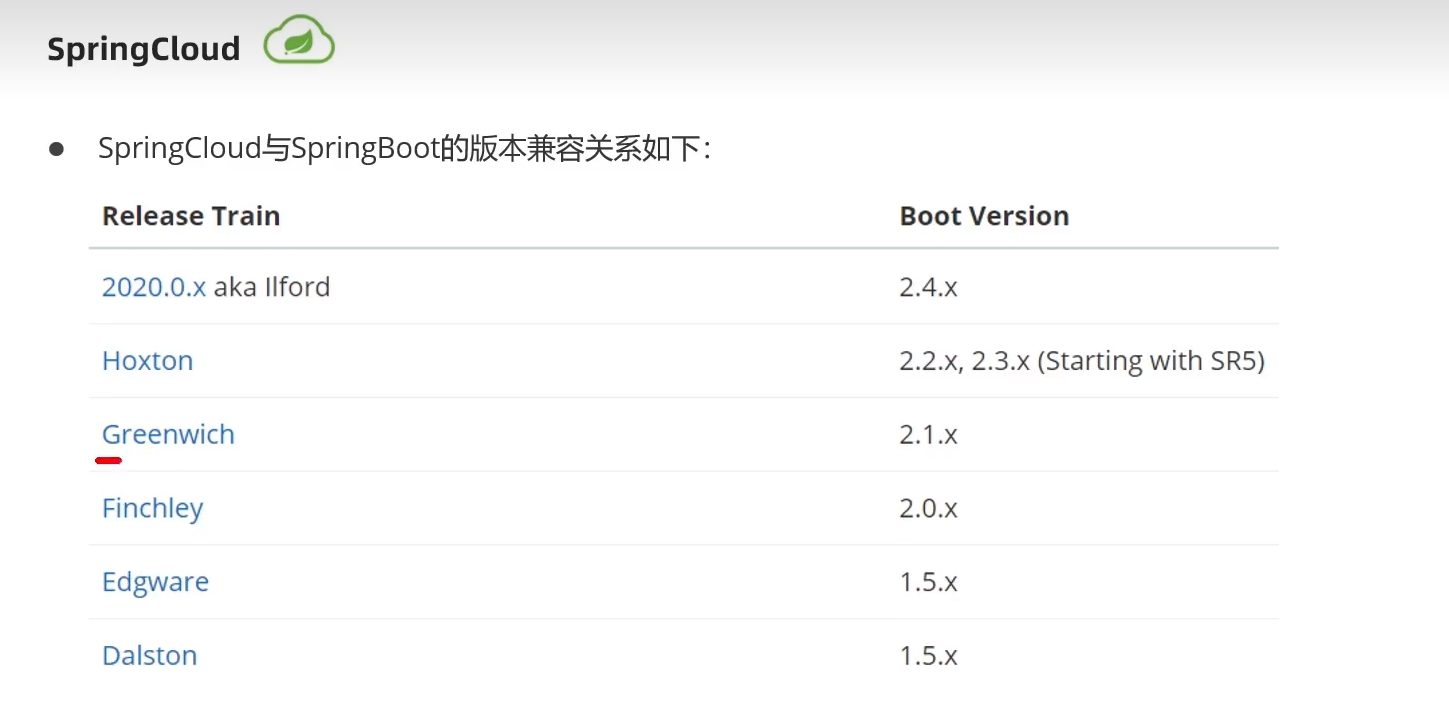 SpringCloud
SpringCloud与SpringBoot的版本兼容关系如下：
Release Train Boot Version
2020.0.x aka Ilford 2.4.x
Hoxton 2.2.x, 2.3.x (Starting with SR5)
Greenwich 2.1.x
Finchley 2.0.x
Edgware 1.5.x
Dalston 1.5.x